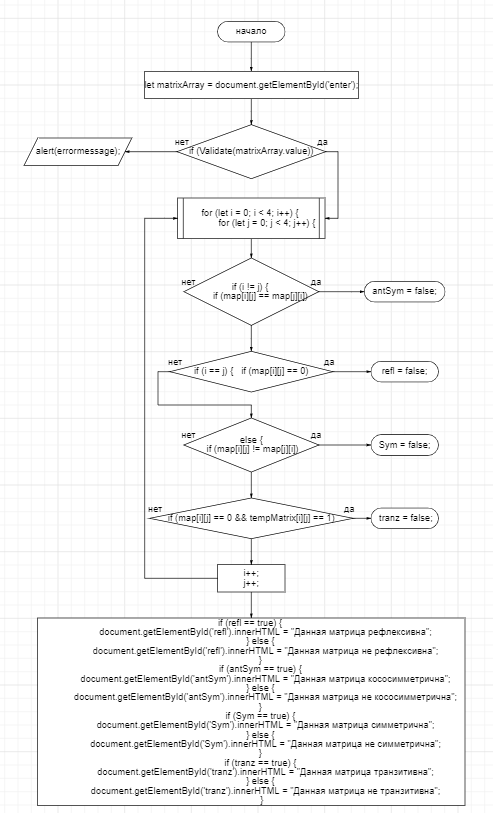 начало
let matrixArray = document.getElementById('enter');
нет
да
if (Validate(matrixArray.value))
alert(errormessage);
for (let i = 0; i < 4; i++) {
for (let j = 0; j < 4; j++) {
нет
да
if (i != j) {
if (map[i][j] == map[j][i])
antSym = false;
нет
да
if (i == j) { if (map[i][j] == 0)
refl = false;
нет
да
else {
if (map[i][j] != map[j][i])
Sym = false;
нет
да
if (map[i][j] == 0 && tempMatrix[i][j] == 1)
tranz = false;
i++;
j++;
if (refl == true) {
document.getElementById('refl').innerHTML = "Данная матрица рефлексивна";
} else {
document.getElementById('refl').innerHTML = "Данная матрица не рефлексивна";
}
if (antSym == true) {
document.getElementById('antSym').innerHTML = "Данная матрица кососимметрична";
} else {
document.getElementById('antSym').innerHTML = "Данная матрица не кососимметрична";
}
if (Sym == true) {
document.getElementById('Sym').innerHTML = "Данная матрица симметрична";
} else {
document.getElementById('Sym').innerHTML = "Данная матрица не симметрична";
}
if (tranz == true) {
document.getElementById('tranz').innerHTML = "Данная матрица транзитивна";
} else {
document.getElementById('tranz').innerHTML = "Данная матрица не транзитивна";
}